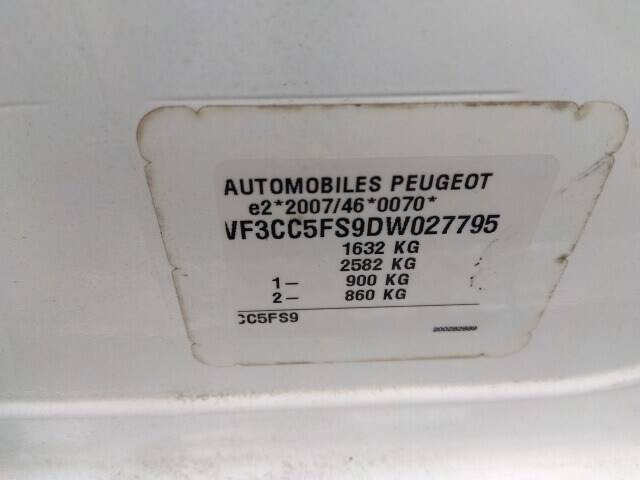 AUTOMOBILES PEUGEOT
e2*2007/46*0070*
VF3CC5FS9DW027795
1632 KG
2582 KG
1- 900 KG
2- 860 KG
CC5FS9